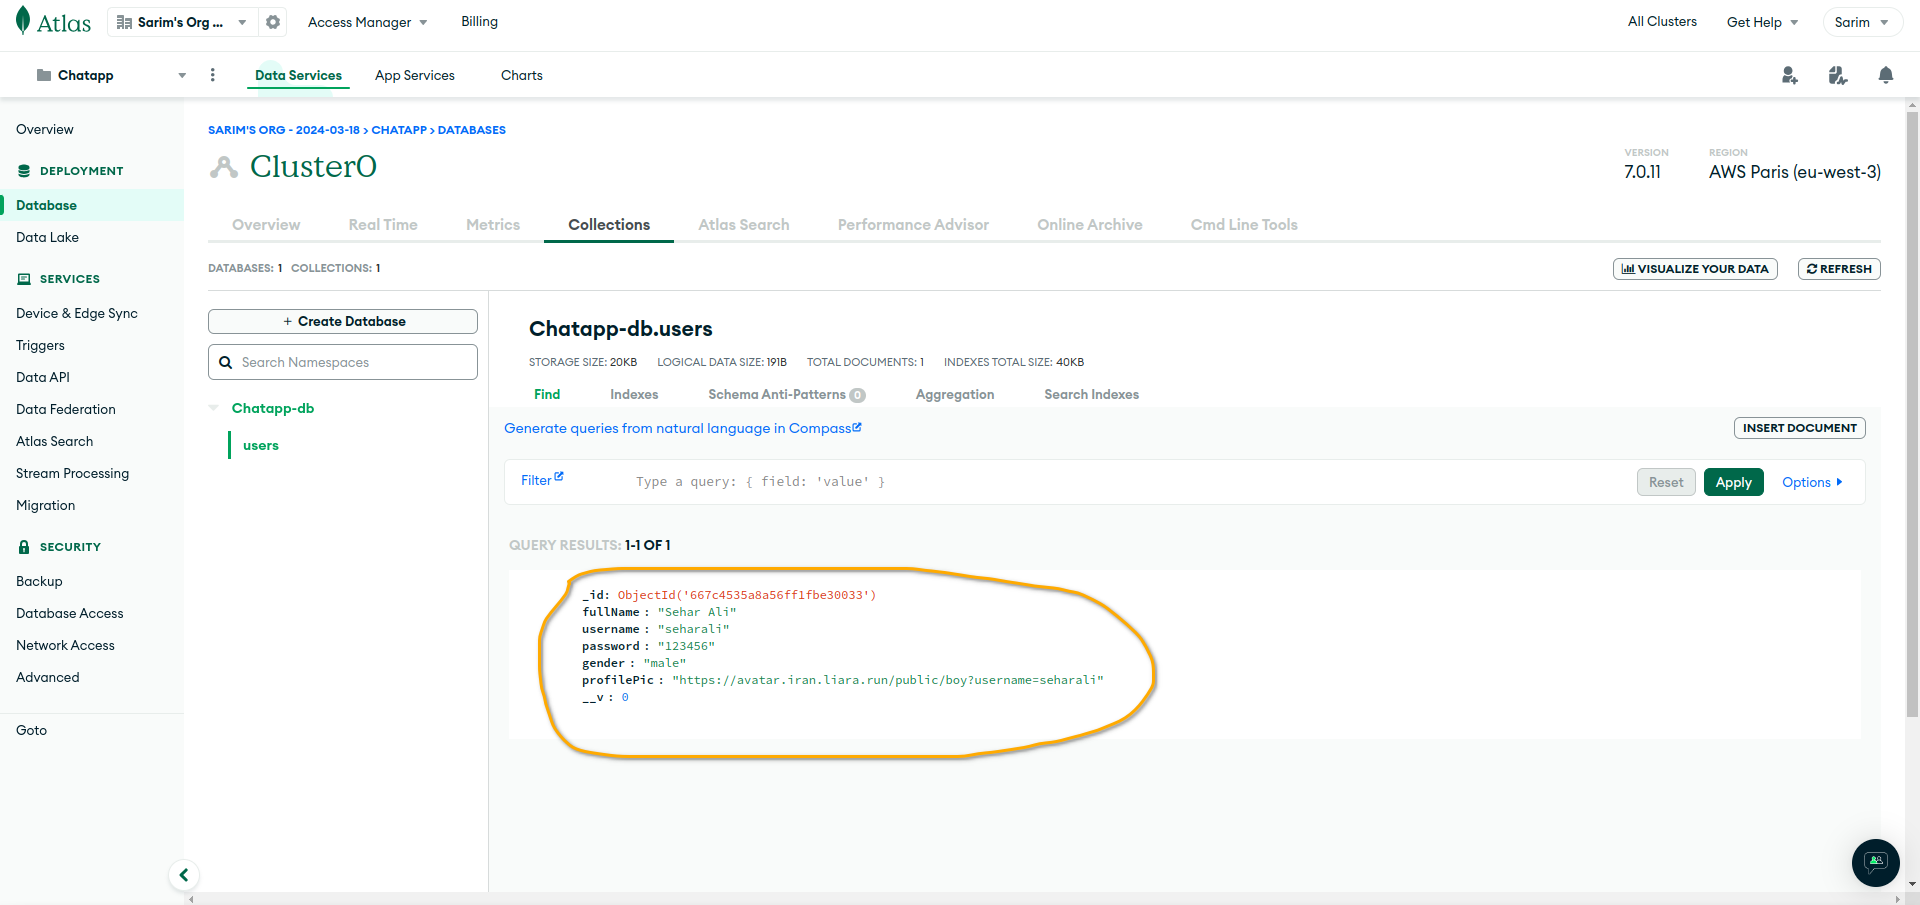 Atlas
Sarim's Org ...
Access Manager
Billing
All Clusters
Get Help
Sarim
Chatapp
Data Services
App Services
Charts
Overview
DEPLOYMENT
Database
Data Lake
SERVICES
Device & Edge Sync
Triggers
Data API
Data Federation
Atlas Search
Stream Processing
Migration
SECURITY
Backup
Database Access
Network Access
Advanced
Goto
SARIM'S ORG - 2024-03-18 > CHATAPP > DATABASES
Cluster0
VERSION
7.0.11
REGION
AWS Paris (eu-west-3)
Overview
Real Time
Metrics
Collections
Atlas Search
Performance Advisor
Online Archive
Cmd Line Tools
DATABASES: 1 COLLECTIONS: 1
VISUALIZE YOUR DATA
REFRESH
+ Create Database
Search Namespaces
Chatapp-db
users
Chatapp-db.users
STORAGE SIZE: 20KB LOGICAL DATA SIZE: 191B TOTAL DOCUMENTS: 1 INDEXES TOTAL SIZE: 40KB
Find
Indexes
Schema Anti-Patterns 0
Aggregation
Search Indexes
Generate queries from natural language in Compass
INSERT DOCUMENT
Filter
Type a query: { field: 'value' }
Reset
Apply
Options
QUERY RESULTS: 1-1 OF 1
_id: ObjectId('667c4535a8a56ff1fbe30033')
fullName : "Sehar Ali"
username : "seharali"
password : "123456"
gender : "male"
profilePic : "https://avatar.iran.liara.run/public/boy?username=seharali"
__v : 0